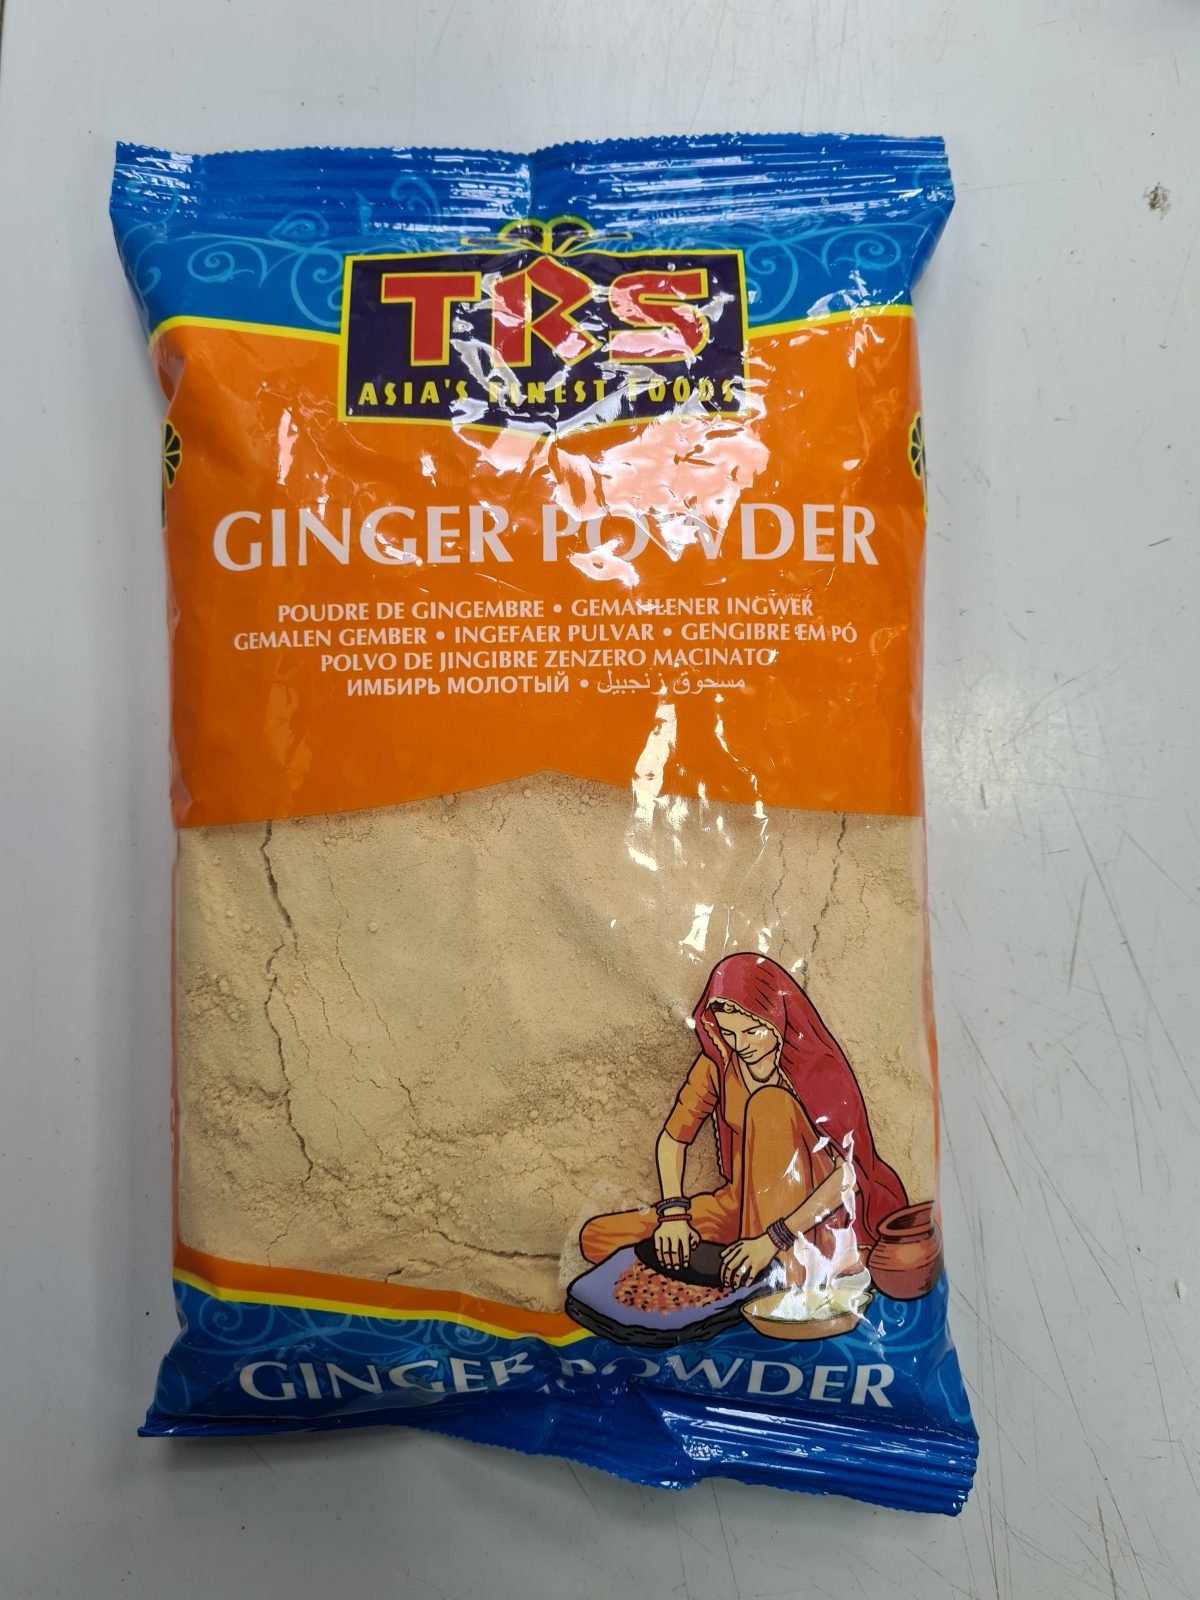 TRS
ASIA'S FINEST FOODS
GINGER POWDER
POUDRE DE GINGEMBRE • GEMAHLENER INGWER
GEMALEN GEMBER • INGEFAER PULVAR • GENGIBRE EM PÓ
POLVO DE JINGIBRE ZENZERO MACINATO
ИМБИРЬ МОЛОТЫЙ • مسحوق زنجبيل
GINGER POWDER